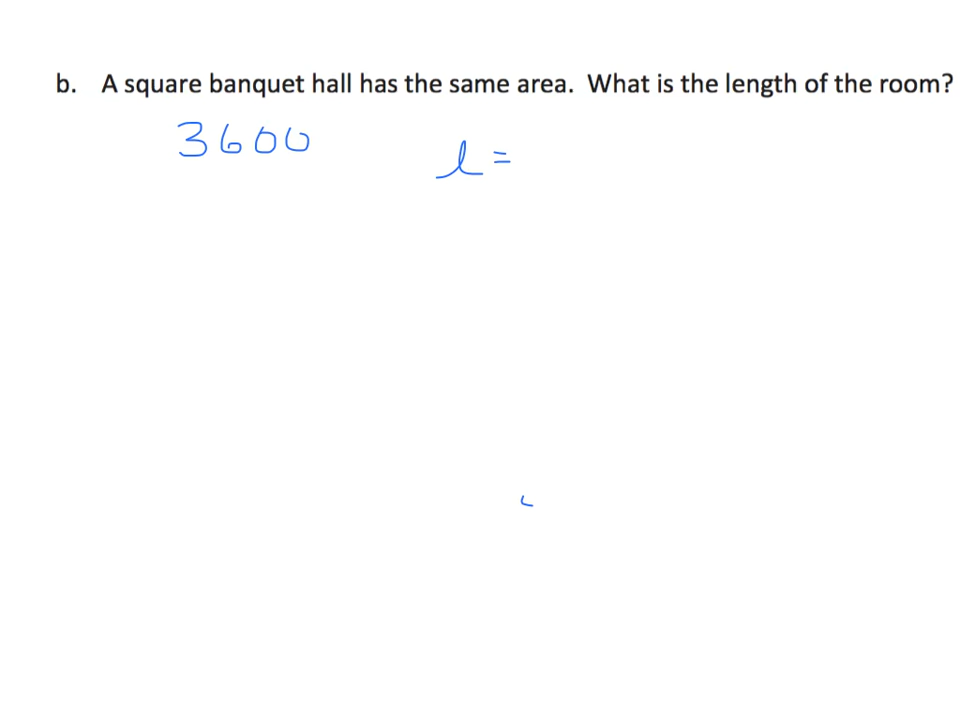 b. A square banquet hall has the same area. What is the length of the room?
3600 l =